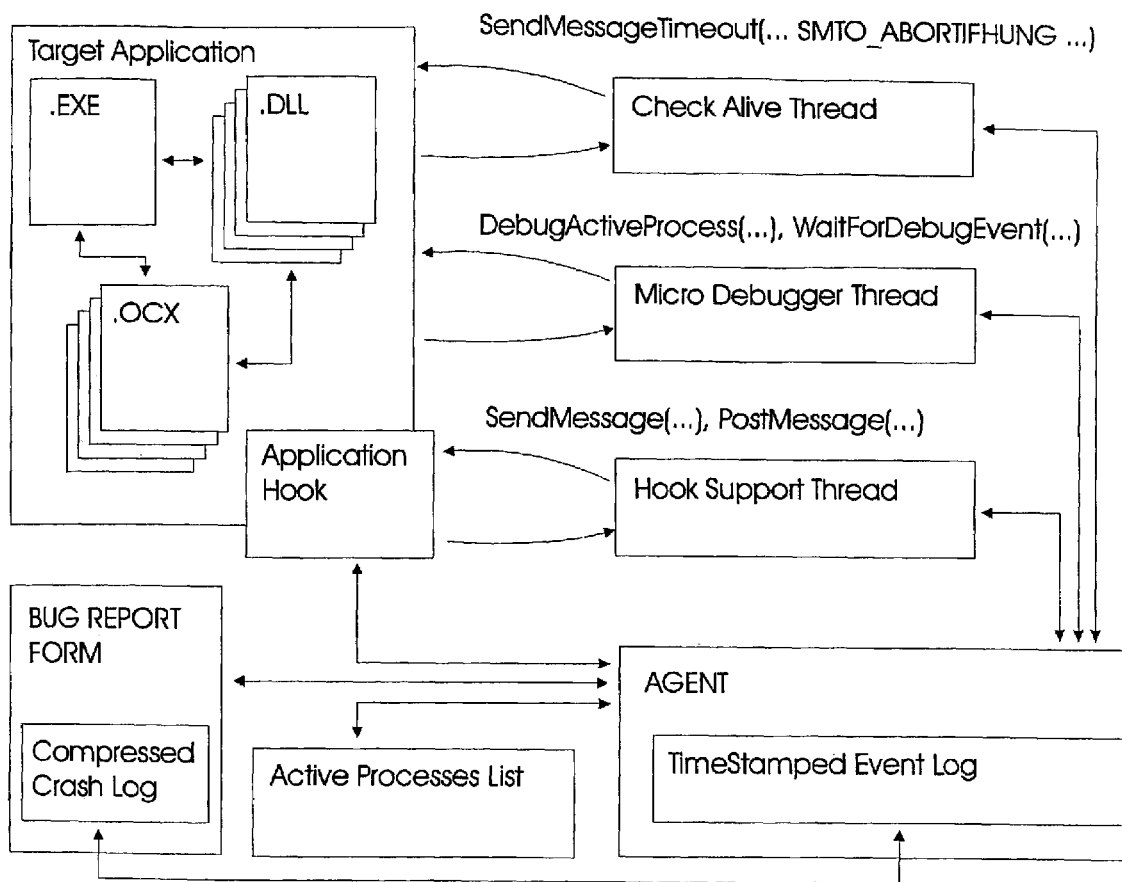 SendMessageTimeout(... SMTO_ABORTIFHUNG ...)
Target Application
.EXE
.DLL
Check Alive Thread
DebugActiveProcess(...), WaitForDebugEvent(...)
Micro Debugger Thread
.OCX
SendMessage(...), PostMessage(...)
Application
Hook
Hook Support Thread
BUG REPORT
FORM
AGENT
Compressed
Crash Log
Active Processes List
TimeStamped Event Log